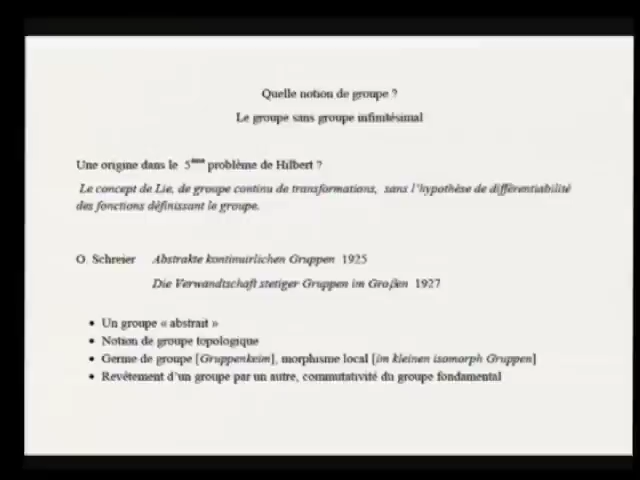 Quelle notion de groupe ?
Le groupe sans groupe infinitésimal
Une origine dans le 5ème problème de Hilbert ?
Le concept de Lie, de groupe continu de transformations, sans l'hypothèse de différentiabilité
des fonctions définissant le groupe.
O. Schreier Abstrakte kontinuirlichen Gruppen 1925
Die Verwandtschaft stetiger Gruppen im Großen 1927
• Un groupe « abstrait »
• Notion de groupe topologique
• Germe de groupe [Gruppenkeim], morphisme local [im kleinen isomorph Gruppen]
• Revêtement d'un groupe par un autre, commutativité du groupe fondamental